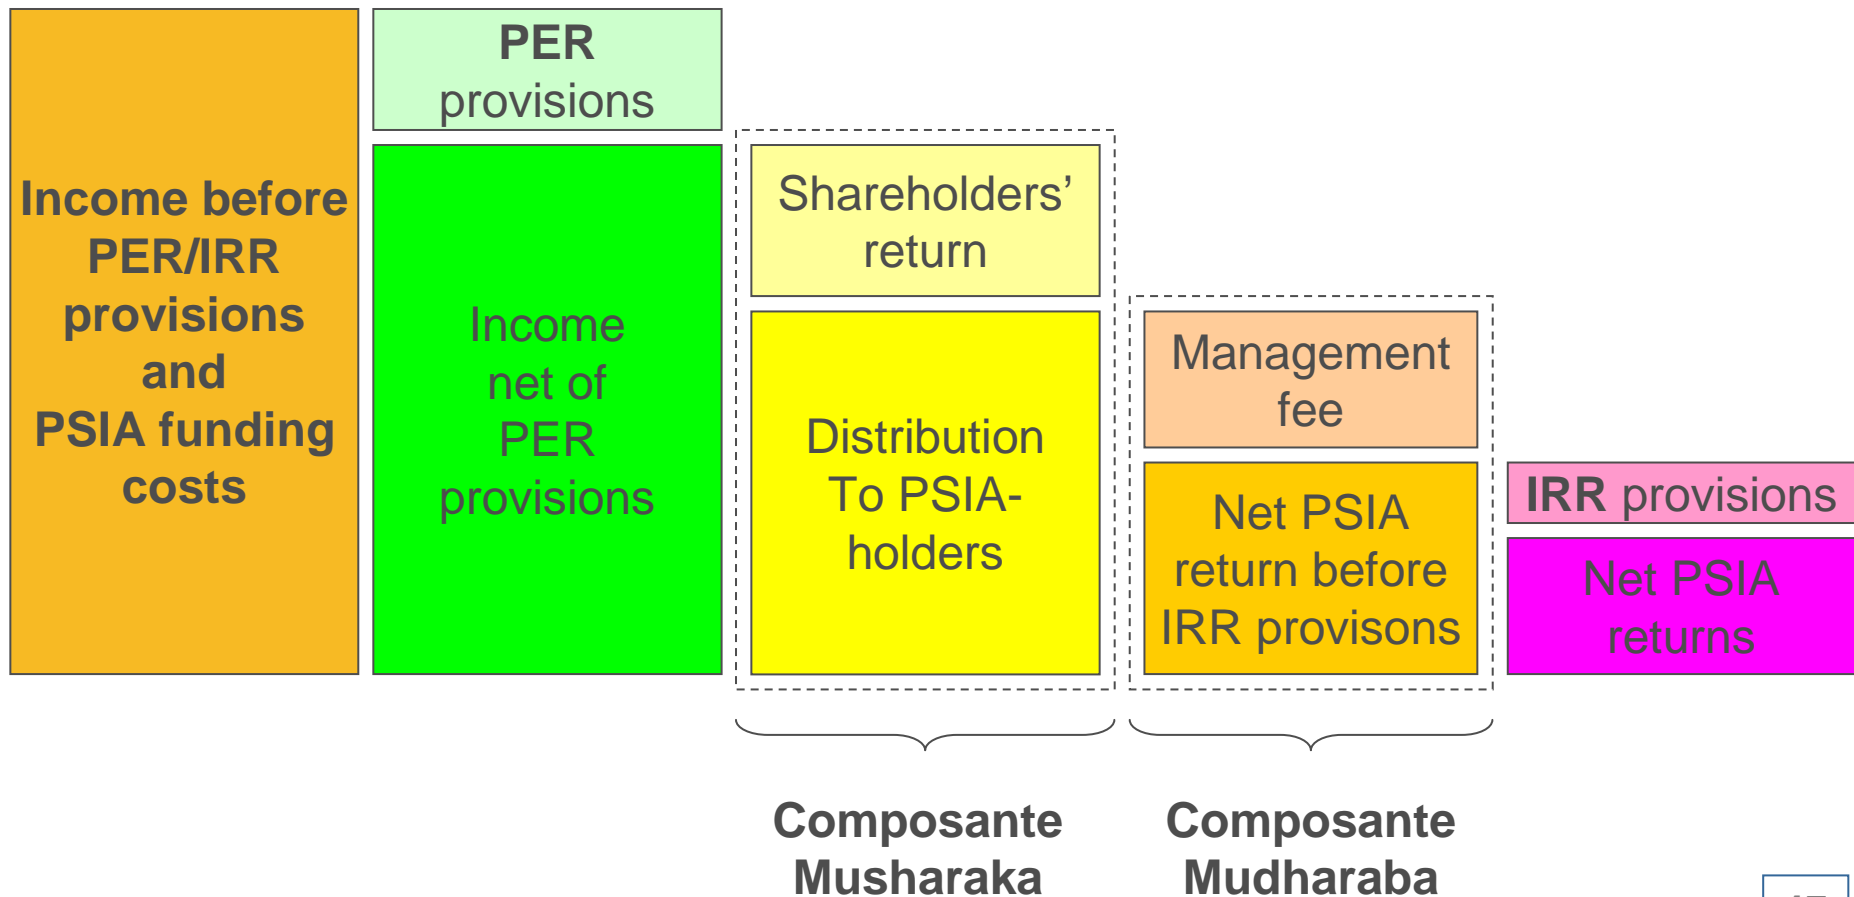 Income before
PER/IRR
provisions
and
PSIA funding
costs
PER
provisions
Income
net of
PER
provisions
Shareholders’
return
Distribution
To PSIA-
holders
Management
fee
Net PSIA
return before
IRR provisons
IRR provisions
Net PSIA
returns
Composante
Musharaka
Composante
Mudharaba